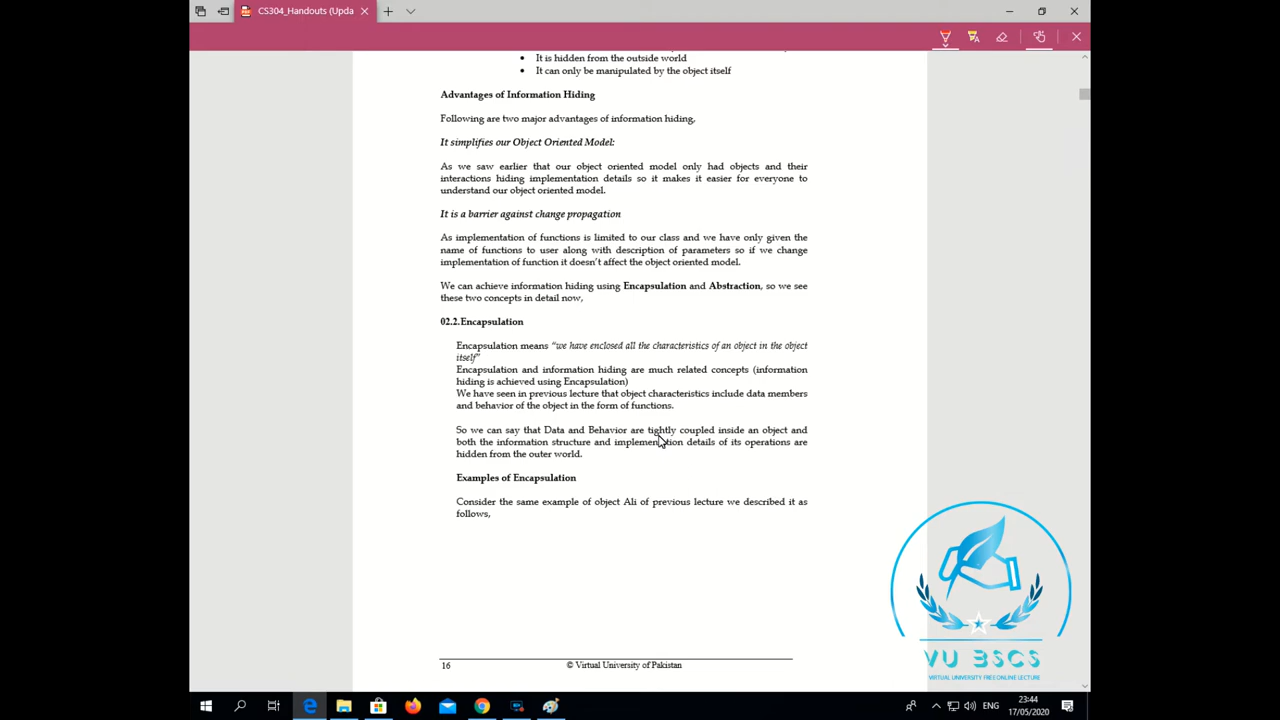 CS304_Handouts (Upda
It is hidden from the outside world
It can only be manipulated by the object itself
Advantages of Information Hiding
Following are two major advantages of information hiding,
It simplifies our Object Oriented Model:
As we saw earlier that our object oriented model only had objects and their
interactions hiding implementation details so it makes it easier for everyone to
understand our object oriented model.
It is a barrier against change propagation
As implementation of functions is limited to our class and we have only given the
name of functions to user along with description of parameters so if we change
implementation of function it doesn't affect the object oriented model.
We can achieve information hiding using Encapsulation and Abstraction, so we see
these two concepts in detail now,
02.2.Encapsulation
Encapsulation means “we have enclosed all the characteristics of an object in the object
itself”
Encapsulation and information hiding are much related concepts (information
hiding is achieved using Encapsulation)
We have seen in previous lecture that object characteristics include data members
and behavior of the object in the form of functions.
So we can say that Data and Behavior are tightly coupled inside an object and
both the information structure and implementation details of its operations are
hidden from the outer world.
Examples of Encapsulation
Consider the same example of object Ali of previous lecture we described it as
follows,
16 © Virtual University of Pakistan
VU BSCS
VIRTUAL UNIVERSITY FREE ONLINE LECTURE
ENG
23:44
17/05/2020